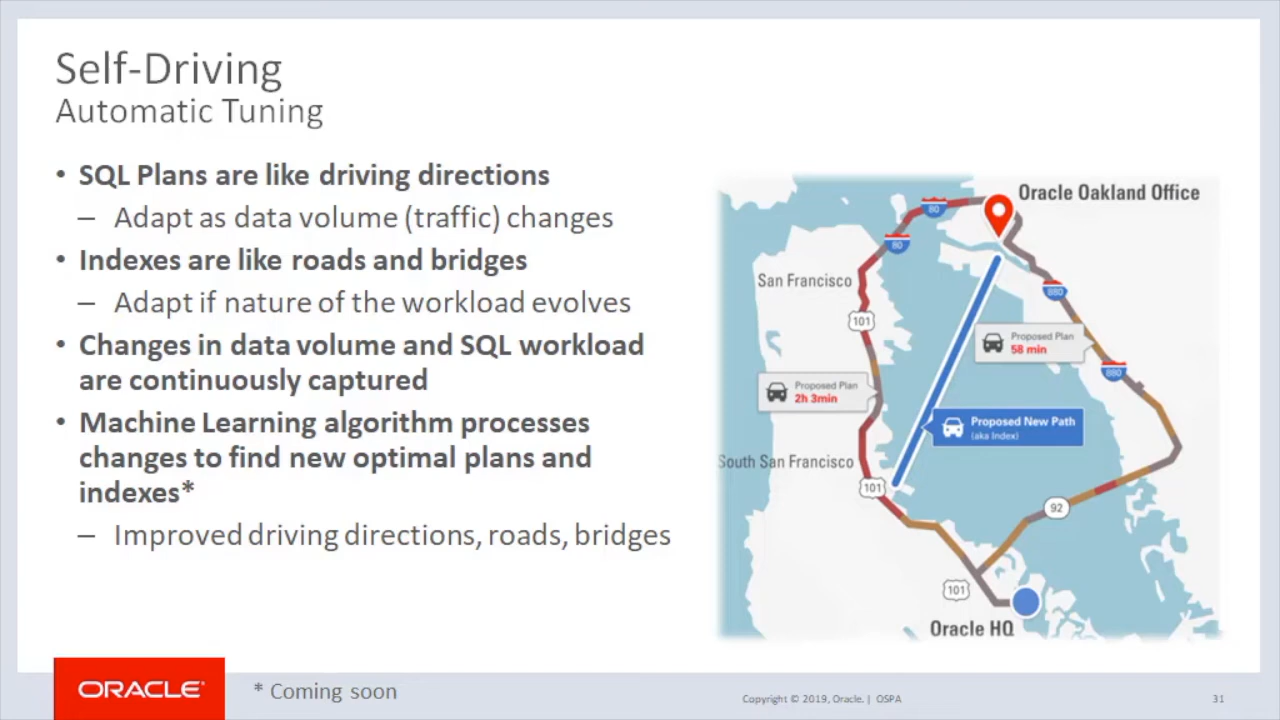 Self-Driving
Automatic Tuning
• SQL Plans are like driving directions
– Adapt as data volume (traffic) changes
• Indexes are like roads and bridges
– Adapt if nature of the workload evolves
• Changes in data volume and SQL workload
are continuously captured
• Machine Learning algorithm processes
changes to find new optimal plans and
indexes*
– Improved driving directions, roads, bridges
Oracle Oakland Office
80
80
San Francisco
880
101
Proposed Plan
58 min
880
Proposed Plan
2h 3min
Proposed New Path
(aka Index)
South San Francisco
101
92
101
Oracle HQ
ORACLE®
* Coming soon
Copyright © 2019, Oracle. | OSPA
31